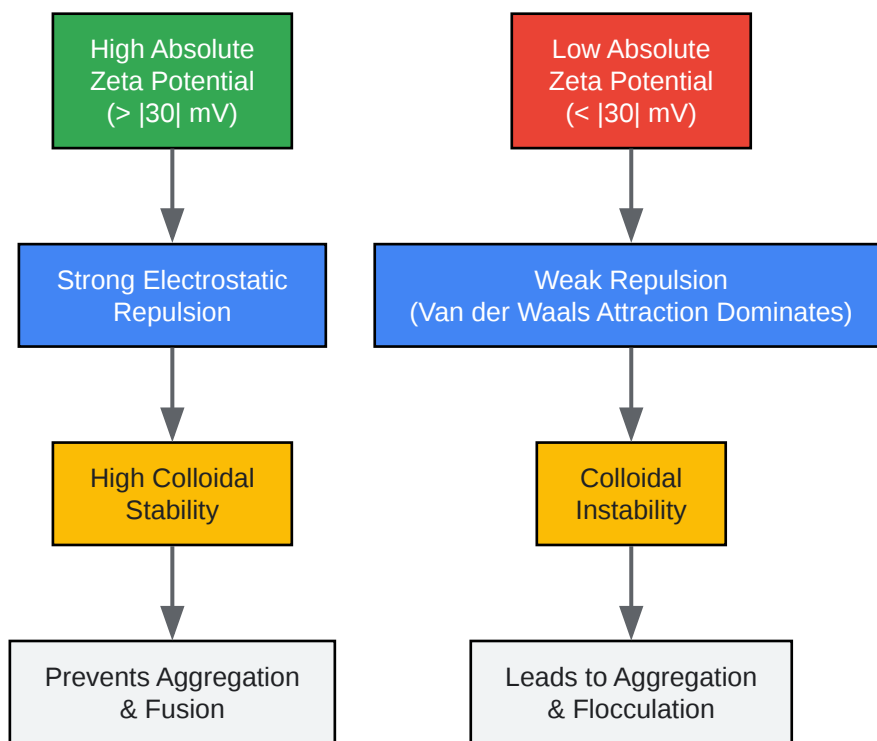 High Absolute
Zeta Potential
(> |30| mV)
Strong Electrostatic
Repulsion
High Colloidal
Stability
Prevents Aggregation
& Fusion
Low Absolute
Zeta Potential
(< |30| mV)
Weak Repulsion
(Van der Waals Attraction Dominates)
Colloidal
Instability
Leads to Aggregation
& Flocculation